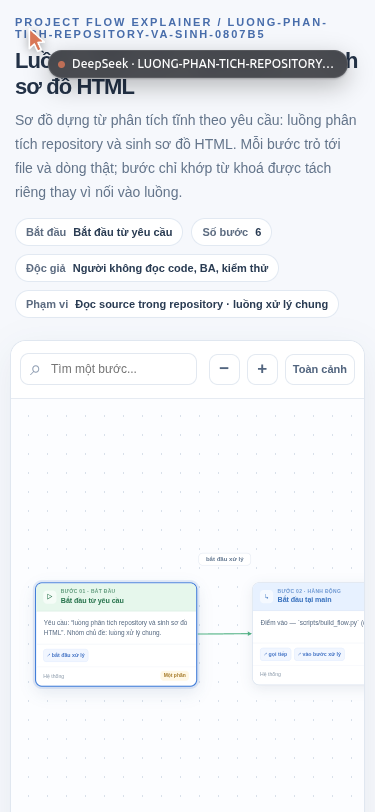 PROJECT FLOW EXPLAINER / LUONG-PHAN-
TICH-REPOSITORY-VA-SINH-0807B5
DeepSeek · LUONG-PHAN-TICH-REPOSITORY…
sơ đồ HTML
Sơ đồ dựng từ phân tích tĩnh theo yêu cầu: luồng phân
tích repository và sinh sơ đồ HTML. Mỗi bước trỏ tới
file và dòng thật; bước chỉ khớp từ khoá được tách
riêng thay vì nối vào luồng.
Bắt đầu Bắt đầu từ yêu cầu
Số bước 6
Độc giả Người không đọc code, BA, kiểm thử
Phạm vi Đọc source trong repository · luồng xử lý chung
Tìm một bước...
− + Toàn cảnh
bắt đầu xử lý
BƯỚC 01 · BẮT ĐẦU
Bắt đầu từ yêu cầu
Yêu cầu: "luồng phân tích repository và sinh sơ đồ
HTML". Nhóm chủ đề: luồng xử lý chung.
↗ bắt đầu xử lý
Hệ thống
Một phần
BƯỚC 02 · HÀNH ĐỘNG
Bắt đầu tại main
Điểm vào — `scripts/build_flow.py`
↗ gọi tiếp ↗ vào bước xử lý
Hệ thống